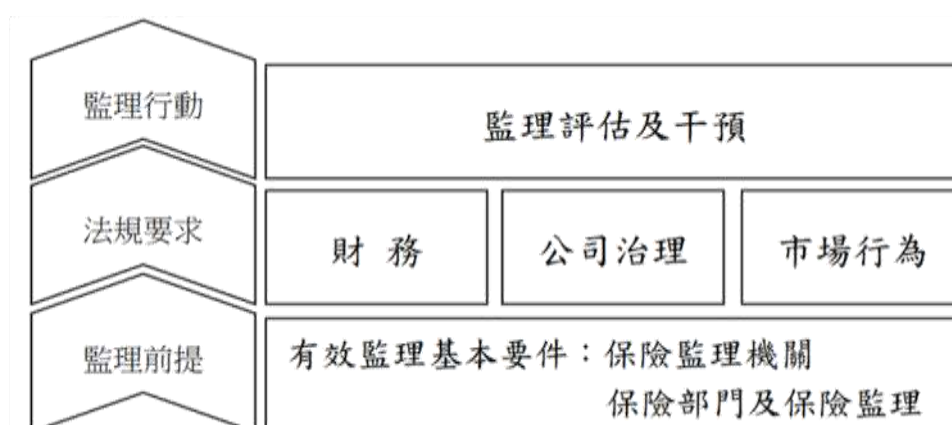 監理行動
監理評估及干預
法規要求
財 務
公司治理
市場行為
監理前提
有效監理基本要件：保險監理機關
保險部門及保險監理